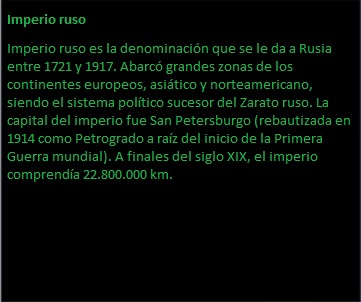 Imperio ruso
Imperio ruso es la denominación que se le da a Rusia
entre 1721 y 1917. Abarcó grandes zonas de los
continentes europeos, asiático y norteamericano,
siendo el sistema político sucesor del Zarato ruso. La
capital del imperio fue San Petersburgo (rebautizada en
1914 como Petrogrado a raíz del inicio de la Primera
Guerra mundial). A finales del siglo XIX, el imperio
comprendía 22.800.000 km.